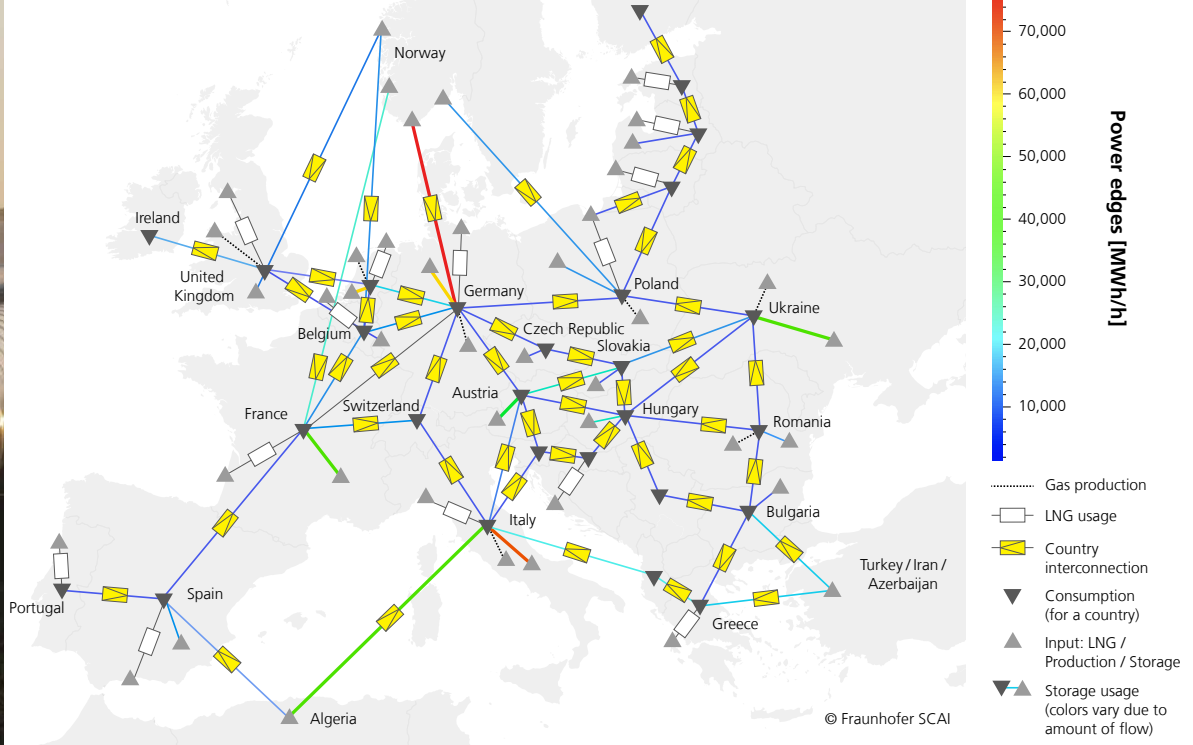 Norway
Ireland
United
Kingdom
Belgium
Germany
Poland
Ukraine
Czech Republic
Slovakia
Austria
France
Switzerland
Hungary
Romania
Italy
Bulgaria
Turkey / Iran /
Azerbaijan
Portugal
Spain
Greece
Algeria
© Fraunhofer SCAI
70,000
60,000
50,000
40,000
30,000
20,000
10,000
Power edges [MWh/h]
Gas production
LNG usage
Country
interconnection
Consumption
(for a country)
Input: LNG /
Production / Storage
Storage usage
(colors vary due to
amount of flow)